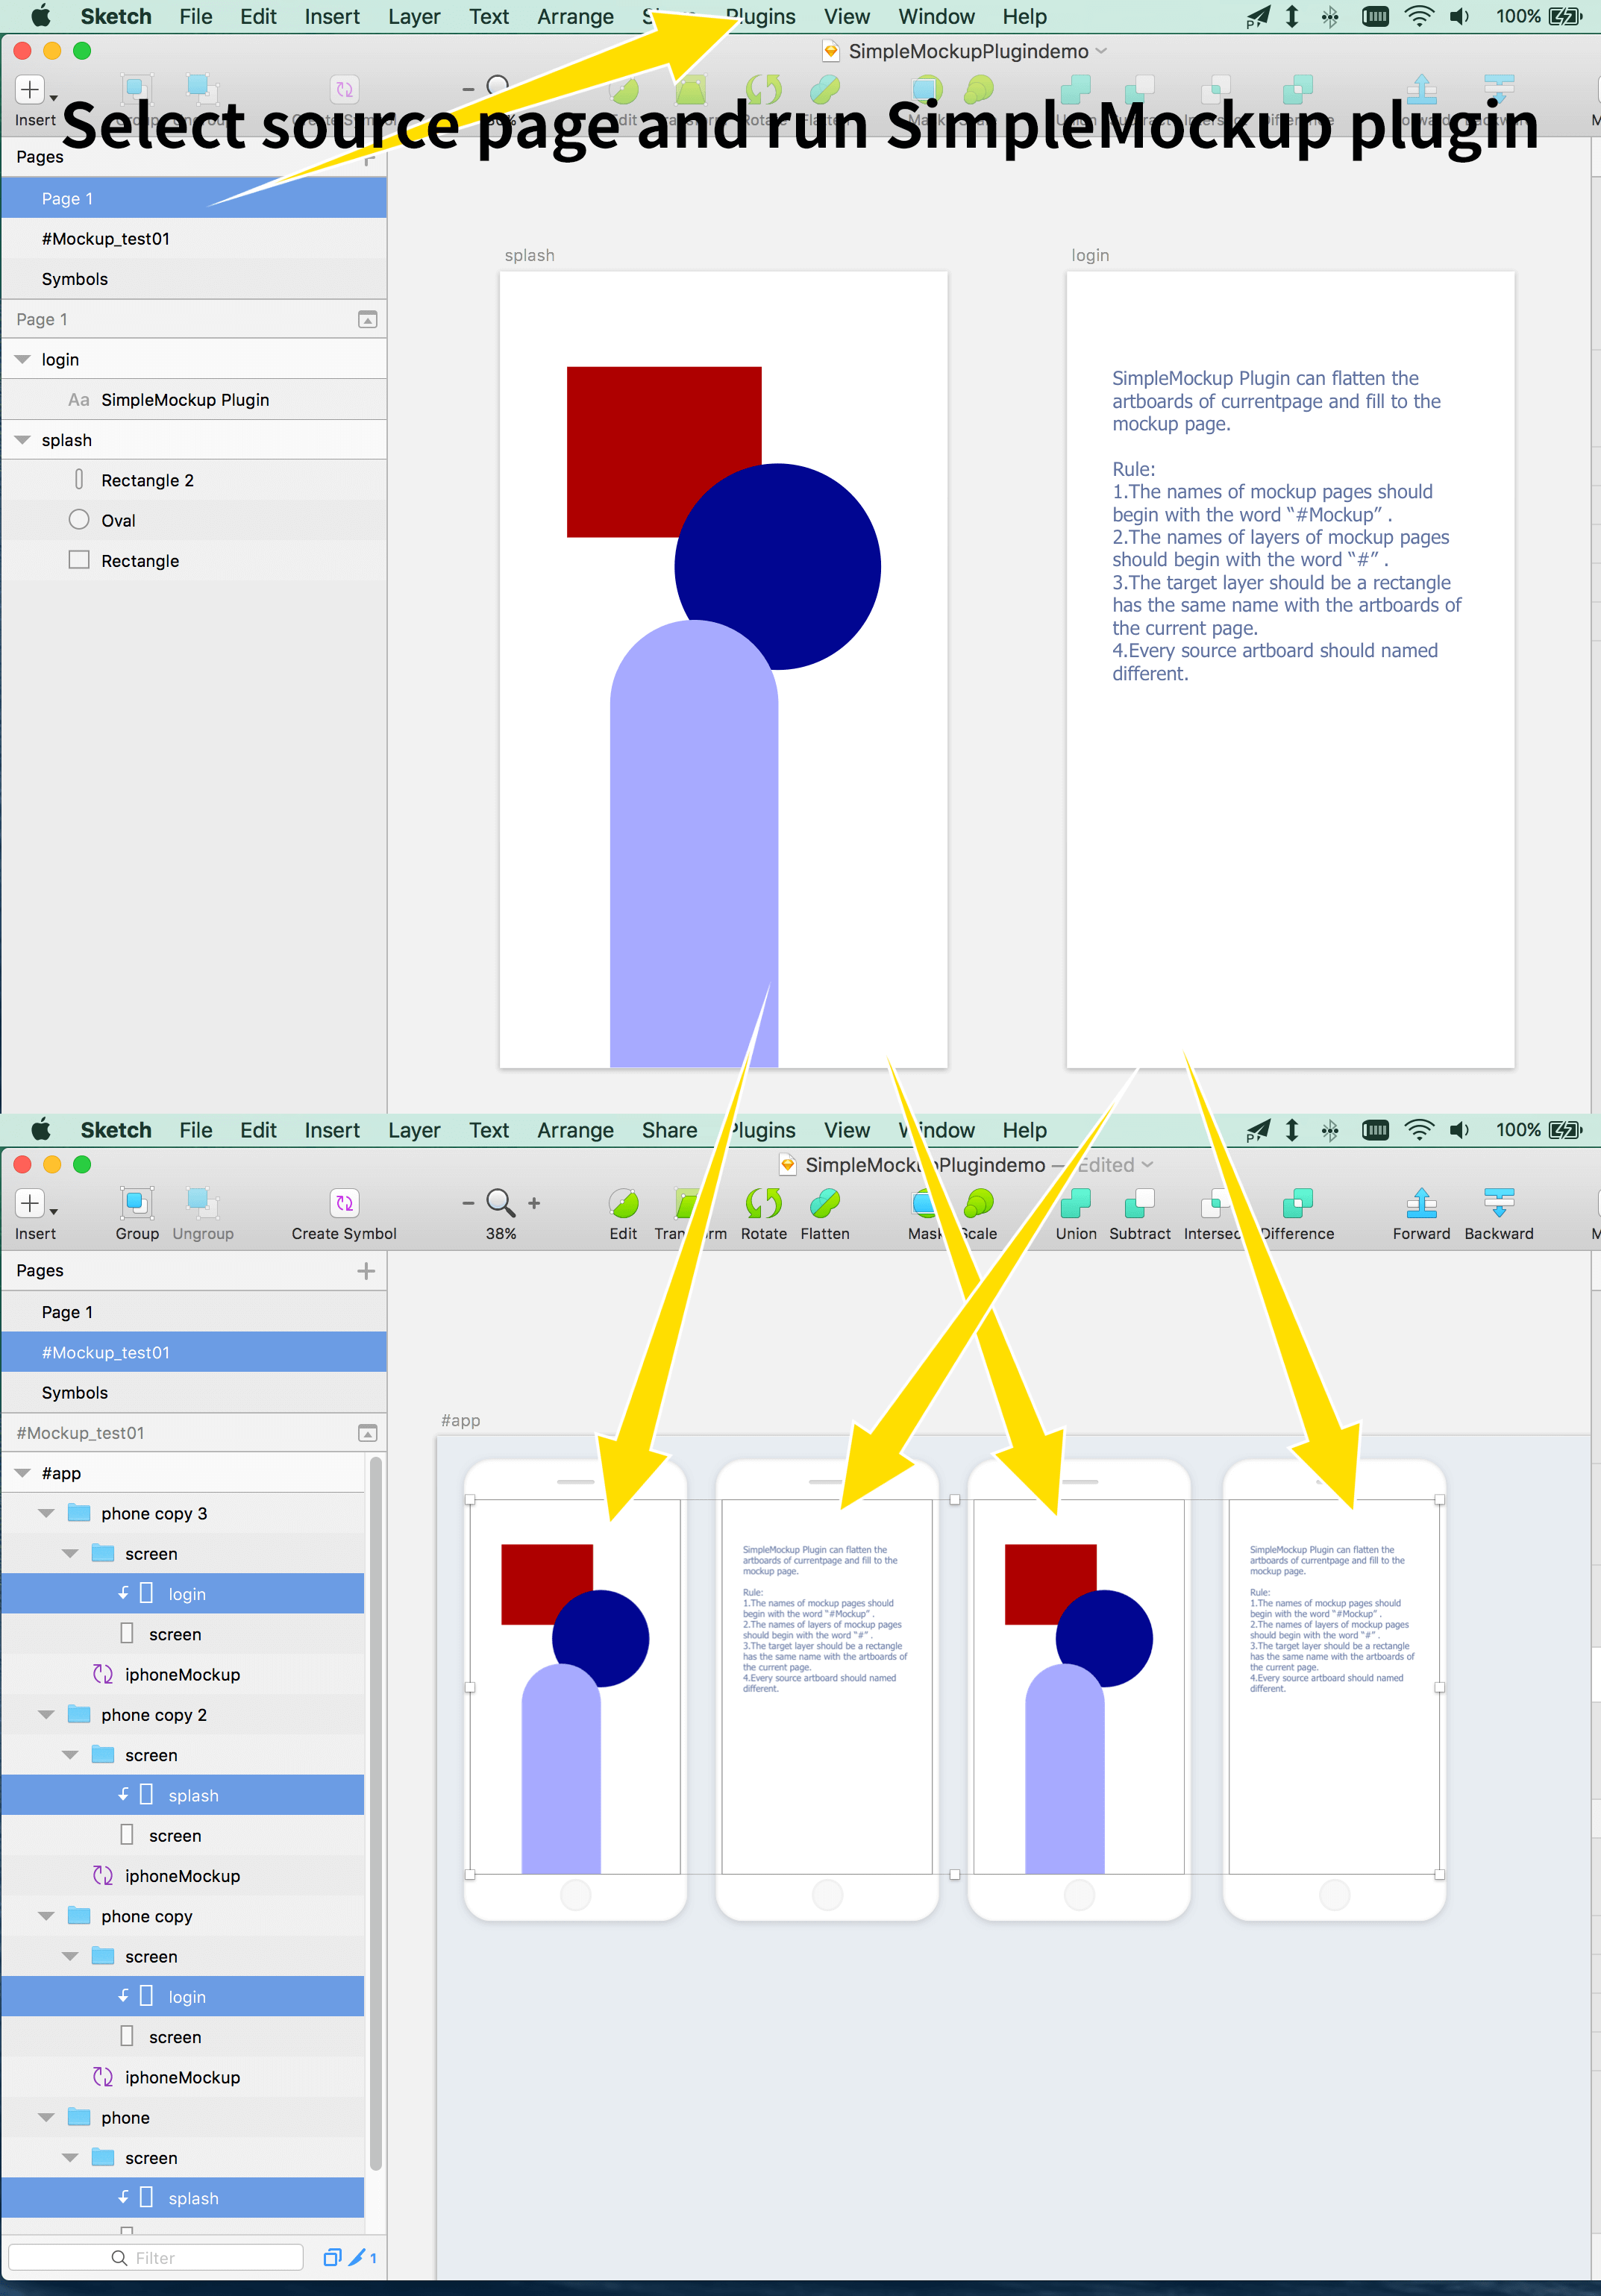 Sketch File Edit Insert Layer Text Arrange Plugins View Window Help 100%
SimpleMockupPlugindemo
Insert
Select source page and run SimpleMockup plugin
Pages
Page 1
#Mockup_test01
Symbols
Page 1
login
Aa SimpleMockup Plugin
splash
Rectangle 2
Oval
Rectangle
splash
login
SimpleMockup Plugin can flatten the
artboards of currentpage and fill to the
mockup page.
Rule:
1.The names of mockup pages should
begin with the word “#Mockup” .
2.The names of layers of mockup pages
should begin with the word “#” .
3.The target layer should be a rectangle
has the same name with the artboards of
the current page.
4.Every source artboard should named
different.
Sketch File Edit Insert Layer Text Arrange Share Plugins View Window Help 100%
SimpleMockupPlugindemo — Edited
Insert Group Ungroup Create Symbol 38% Edit Transform Rotate Flatten Mask Scale Union Subtract Intersect Difference Forward Backward
Pages
Page 1
#Mockup_test01
Symbols
#Mockup_test01
#app
phone copy 3
screen
login
screen
iphoneMockup
phone copy 2
screen
splash
screen
iphoneMockup
phone copy
screen
login
screen
iphoneMockup
phone
screen
splash
Filter 1
#app
SimpleMockup Plugin can flatten the
artboards of currentpage and fill to the
mockup page.
Rule:
1.The names of mockup pages should
begin with the word “#Mockup” .
2.The names of layers of mockup pages
should begin with the word “#” .
3.The target layer should be a rectangle
has the same name with the artboards of
the current page.
4.Every source artboard should named
different.
SimpleMockup Plugin can flatten the
artboards of currentpage and fill to the
mockup page.
Rule:
1.The names of mockup pages should
begin with the word “#Mockup” .
2.The names of layers of mockup pages
should begin with the word “#” .
3.The target layer should be a rectangle
has the same name with the artboards of
the current page.
4.Every source artboard should named
different.